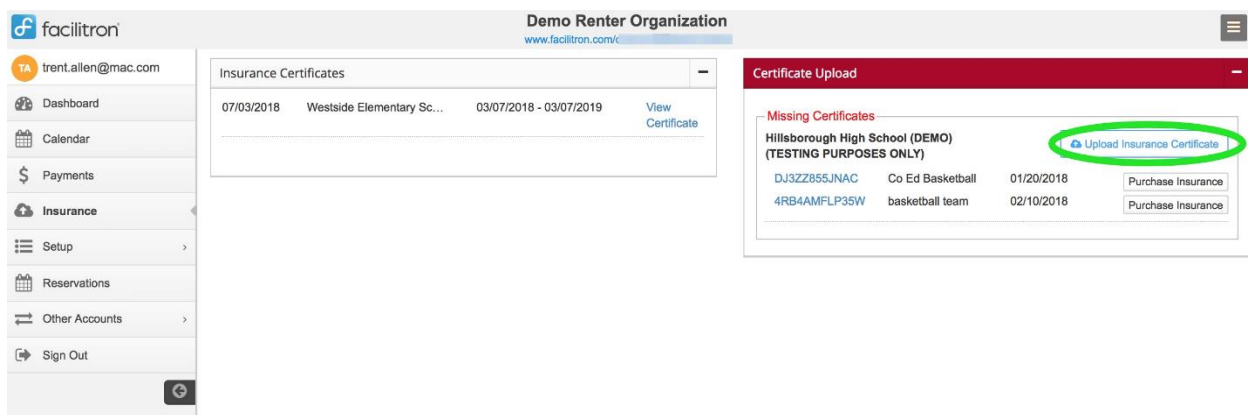 facilitron
Demo Renter Organization
www.facilitron.com/
TA trent.allen@mac.com
Dashboard
Calendar
Payments
Insurance
Setup
Reservations
Other Accounts
Sign Out
Insurance Certificates
07/03/2018 Westside Elementary Sc... 03/07/2018 - 03/07/2019 View
Certificate
Certificate Upload
Missing Certificates
Hillsborough High School (DEMO)
(TESTING PURPOSES ONLY)
Upload Insurance Certificate
DJ3ZZ855JNAC Co Ed Basketball 01/20/2018 Purchase Insurance
4RB4AMFLP35W basketball team 02/10/2018 Purchase Insurance